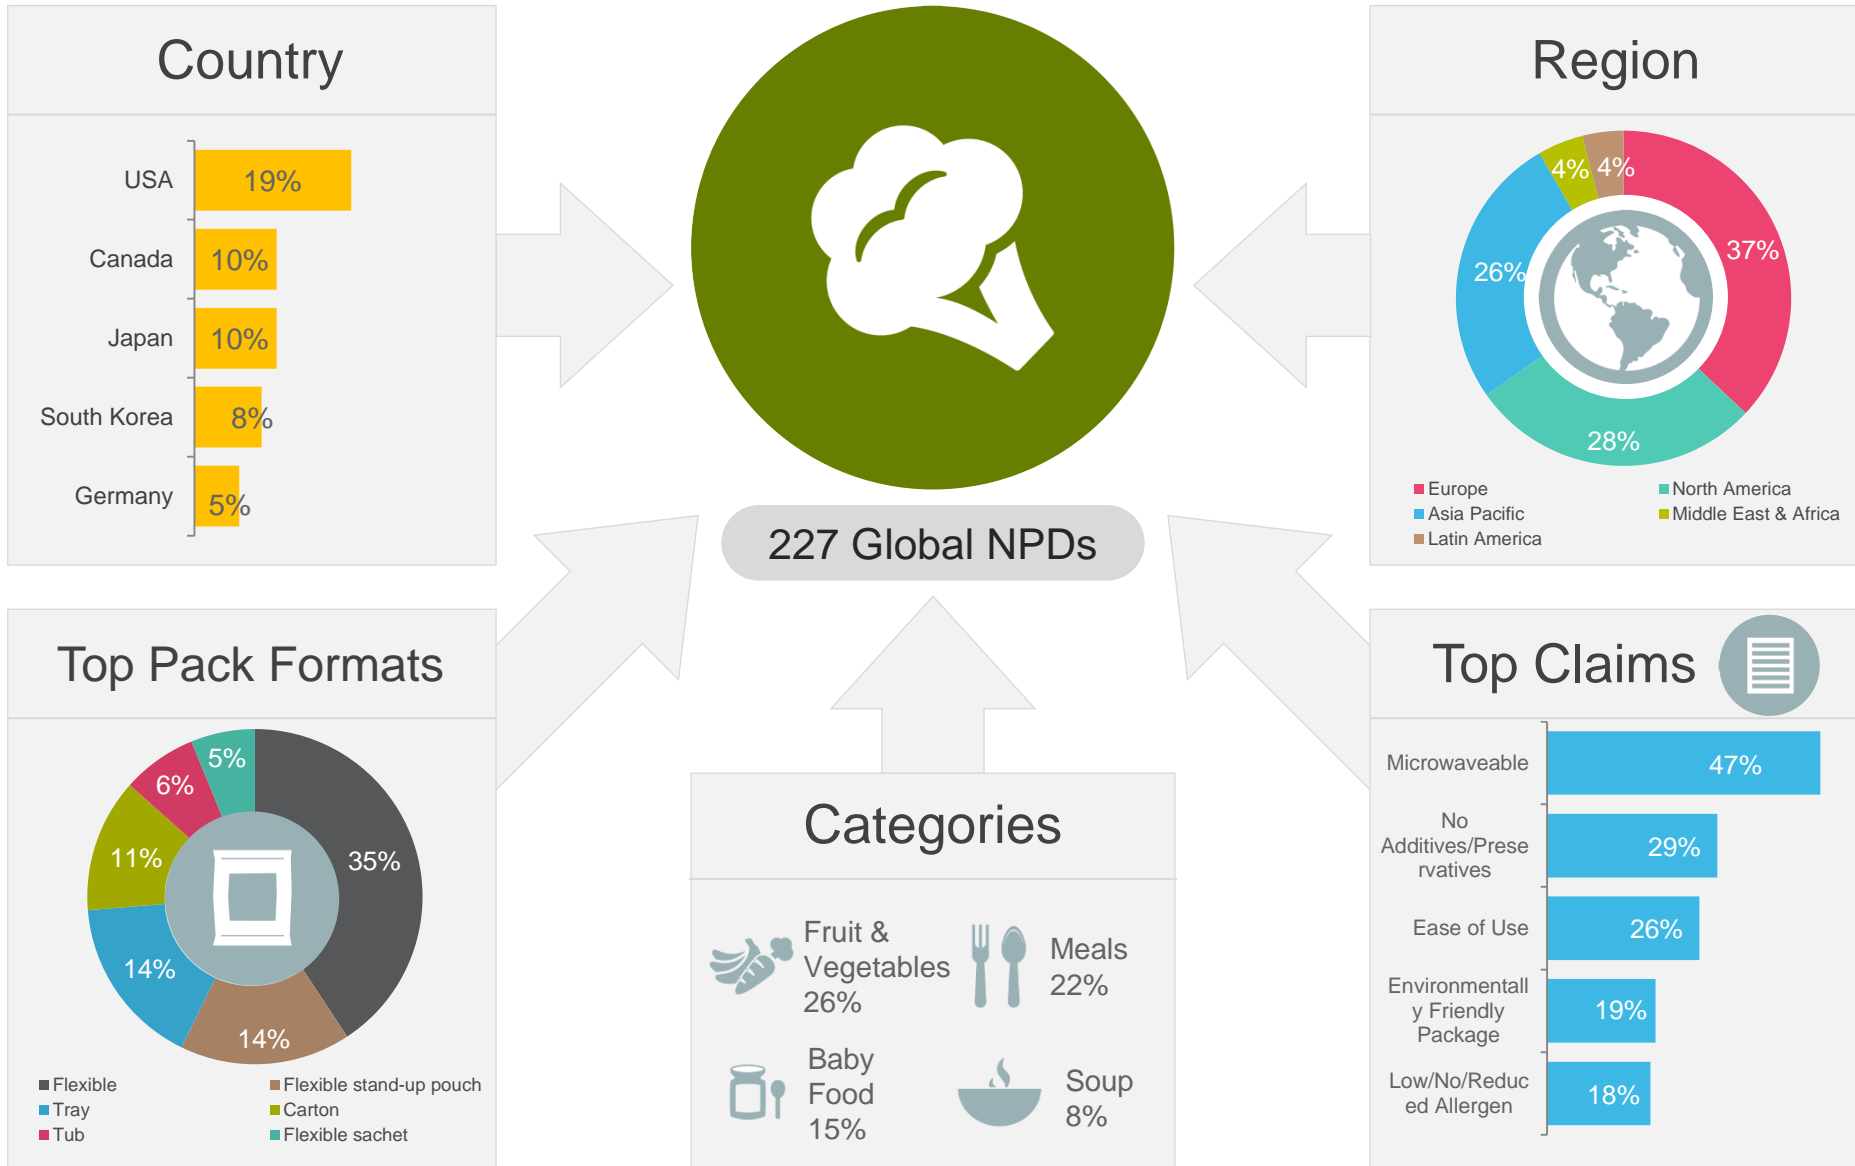 Country
USA
19%
Canada
10%
Japan
10%
South Korea
8%
Germany
5%
227 Global NPDs
Region
4%
4%
37%
26%
28%
Europe
North America
Asia Pacific
Middle East & Africa
Latin America
Top Pack Formats
5%
6%
35%
11%
14%
14%
Flexible
Flexible stand-up pouch
Tray
Carton
Tub
Flexible sachet
Categories
Fruit &
Vegetables
26%
Meals
22%
Baby
Food
15%
Soup
8%
Top Claims
Microwaveable
47%
No
Additives/Prese
rvatives
29%
Ease of Use
26%
Environmentall
y Friendly
Package
19%
Low/No/Reduc
ed Allergen
18%